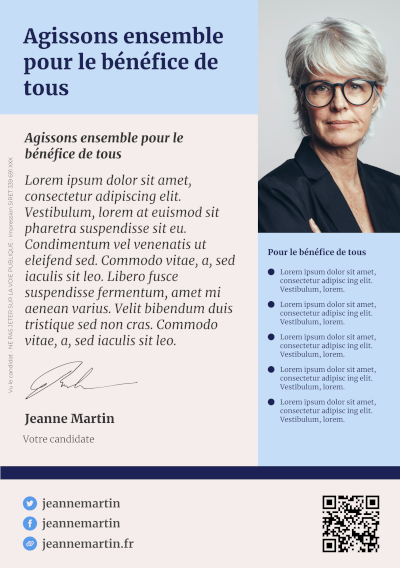 Agissons ensemble
pour le bénéfice de
tous
Agissons ensemble pour le
bénéfice de tous
Lorem ipsum dolor sit amet,
consectetur adipiscing elit.
Vestibulum, lorem at euismod sit
pharetra suspendisse sit eu.
Condimentum vel venenatis ut
eleifend sed. Commodo vitae, a, sed
iaculis sit leo. Libero fusce
suspendisse fermentum, amet mi
aenean varius. Velit bibendum duis
tristique sed non cras. Commodo
vitae, a, sed iaculis sit leo.
Jeanne Martin
Votre candidate
Vu le candidat - NE PAS JETER SUR LA VOIE PUBLIQUE - Impression SIRET 339 691 XXX
Pour le bénéfice de tous
Lorem ipsum dolor sit amet,
consectetur adipisc ing elit.
Vestibulum, lorem.
Lorem ipsum dolor sit amet,
consectetur adipisc ing elit.
Vestibulum, lorem.
Lorem ipsum dolor sit amet,
consectetur adipisc ing elit.
Vestibulum, lorem.
Lorem ipsum dolor sit amet,
consectetur adipisc ing elit.
Vestibulum, lorem.
Lorem ipsum dolor sit amet,
consectetur adipisc ing elit.
Vestibulum, lorem.
jeannemartin
jeannemartin
jeannemartin.fr